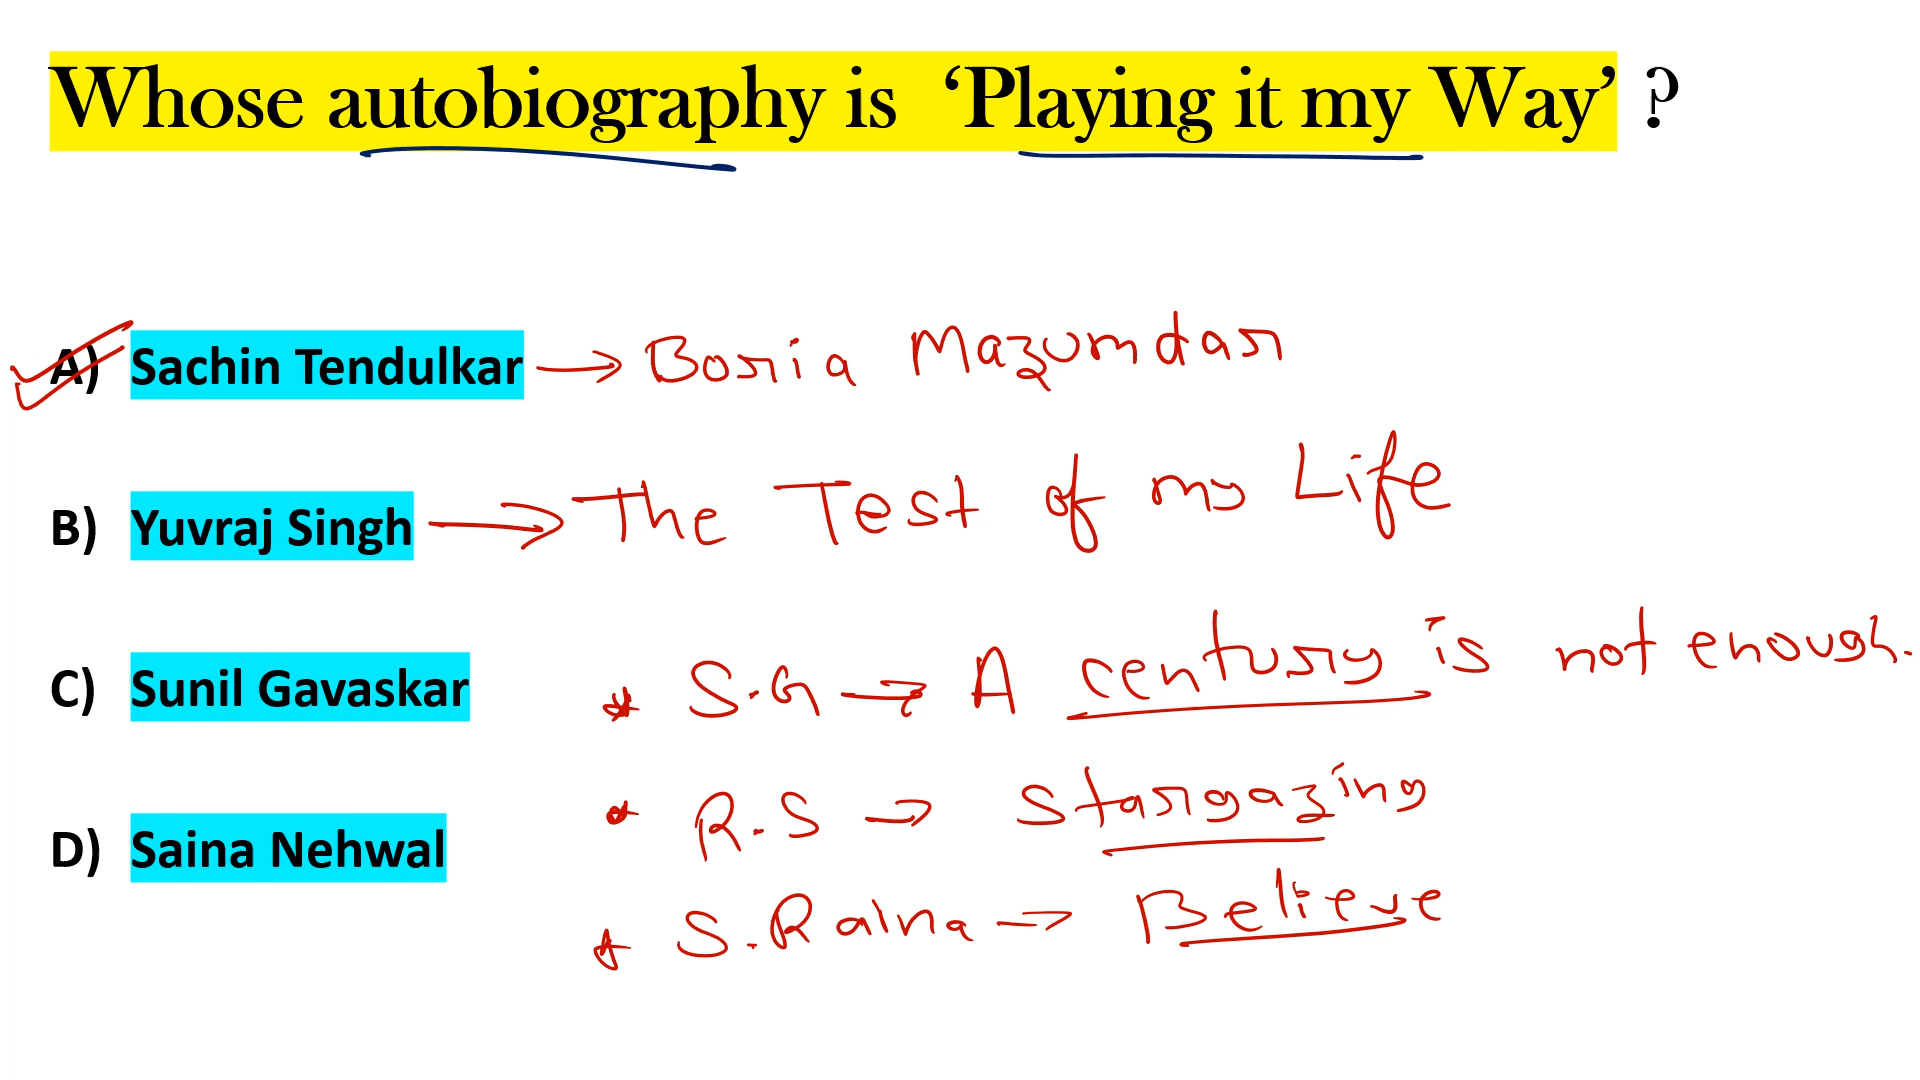 Whose autobiography is ‘Playing it my Way’ ?
A) Sachin Tendulkar → Boria Mazumdar
B) Yuvraj Singh → The Test of my Life
C) Sunil Gavaskar
* S.G → A century is not enough.
* R.S → Stargazing
D) Saina Nehwal
* S. Raina → Believe